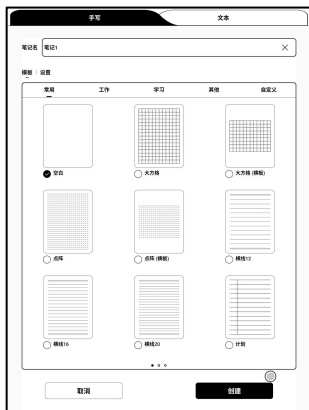 手写 文本
笔记名 笔记1
模板 设置
常用 工作 学习 其他 自定义
空白 大方格 大方格 (横板)
点阵 点阵 (横板) 横线12
横线16 横线20 计划
取消 创建